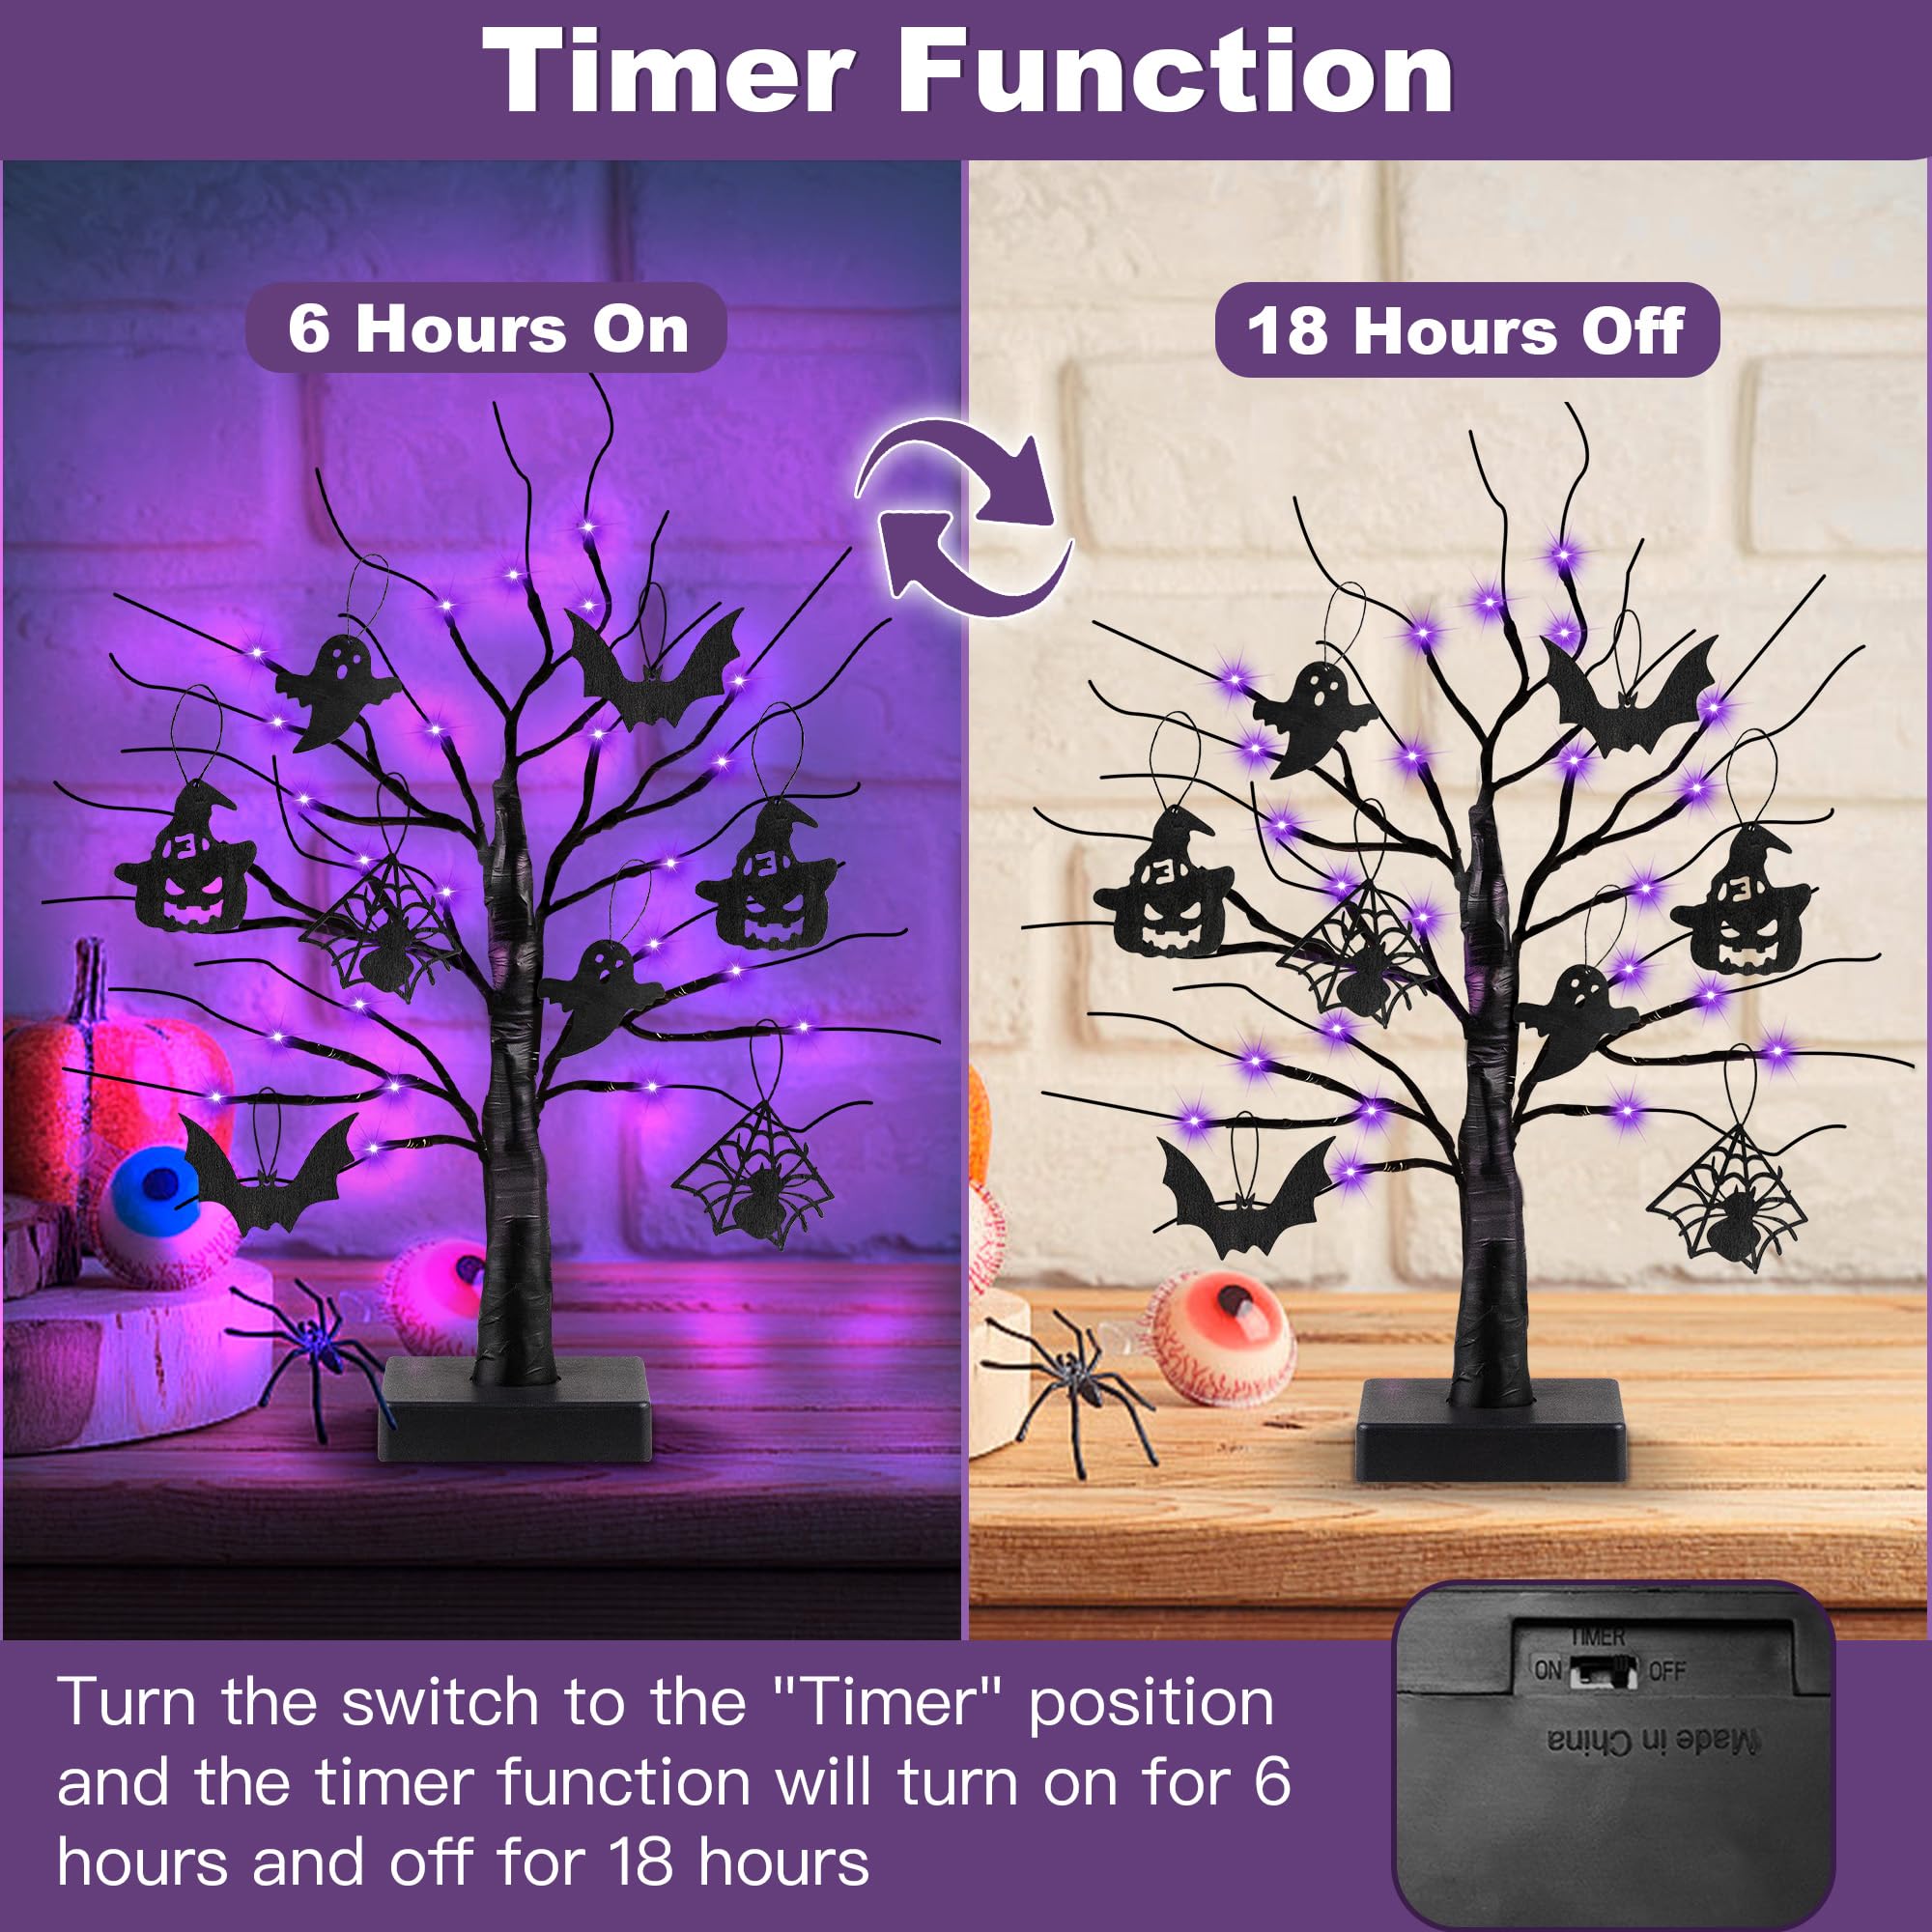 Timer Function
6 Hours On
18 Hours Off
Turn the switch to the "Timer" position
and the timer function will turn on for 6
hours and off for 18 hours
TIMER
ON OFF
Made in China